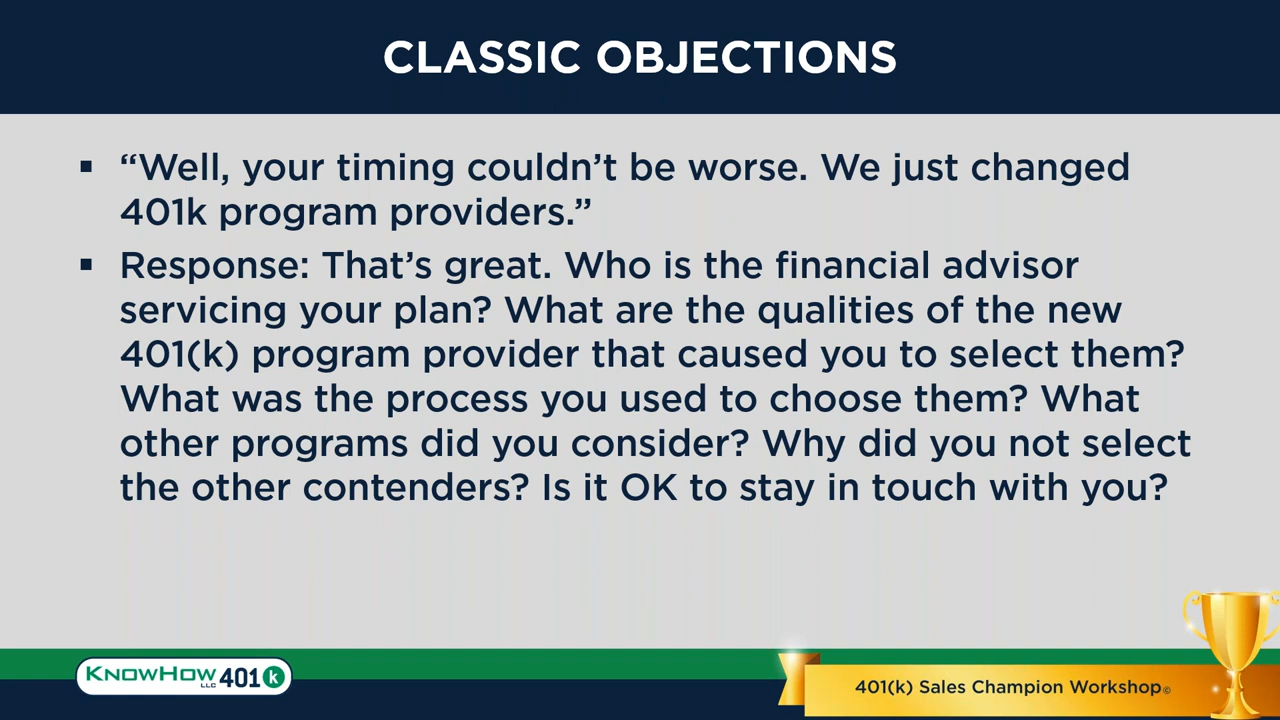 CLASSIC OBJECTIONS
▪ “Well, your timing couldn’t be worse. We just changed
401k program providers.”
▪ Response: That’s great. Who is the financial advisor
servicing your plan? What are the qualities of the new
401(k) program provider that caused you to select them?
What was the process you used to choose them? What
other programs did you consider? Why did you not select
the other contenders? Is it OK to stay in touch with you?
KNOWHOW LLC 401k
401(k) Sales Champion Workshop©